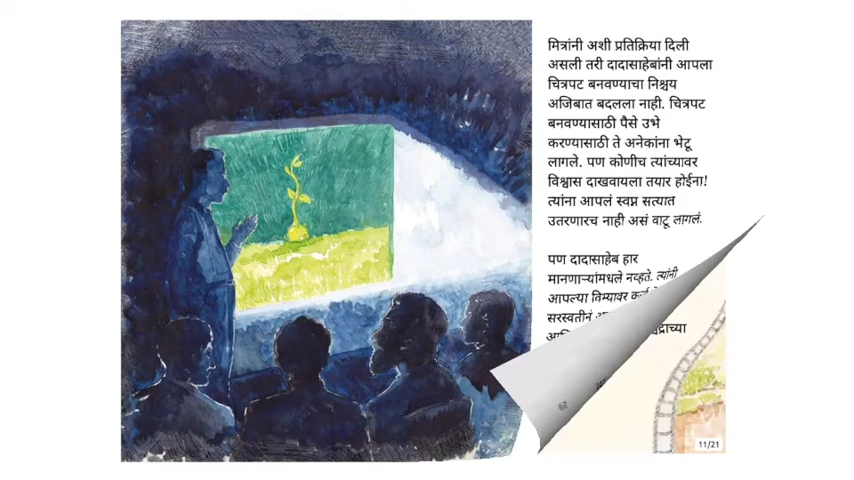 मित्रांनी अशी प्रतिक्रिया दिली
असली तरी दादासाहेबांनी आपला
चित्रपट बनवण्याचा निश्चय
अजिबात बदलला नाही. चित्रपट
बनवण्यासाठी पैसे उभे
करण्यासाठी ते अनेकांना भेटू
लागले. पण कोणीच त्यांच्यावर
विश्वास दाखवायला तयार होईना!
त्यांना आपलं स्वप्न सत्यात
उतरणारच नाही असं वाटू लागलं.
पण दादासाहेब हार
मानणाऱ्यांमधले नव्हते. त्यांनी
आपल्या विम्यावर कर्ज
सरस्वतीनं
11/21